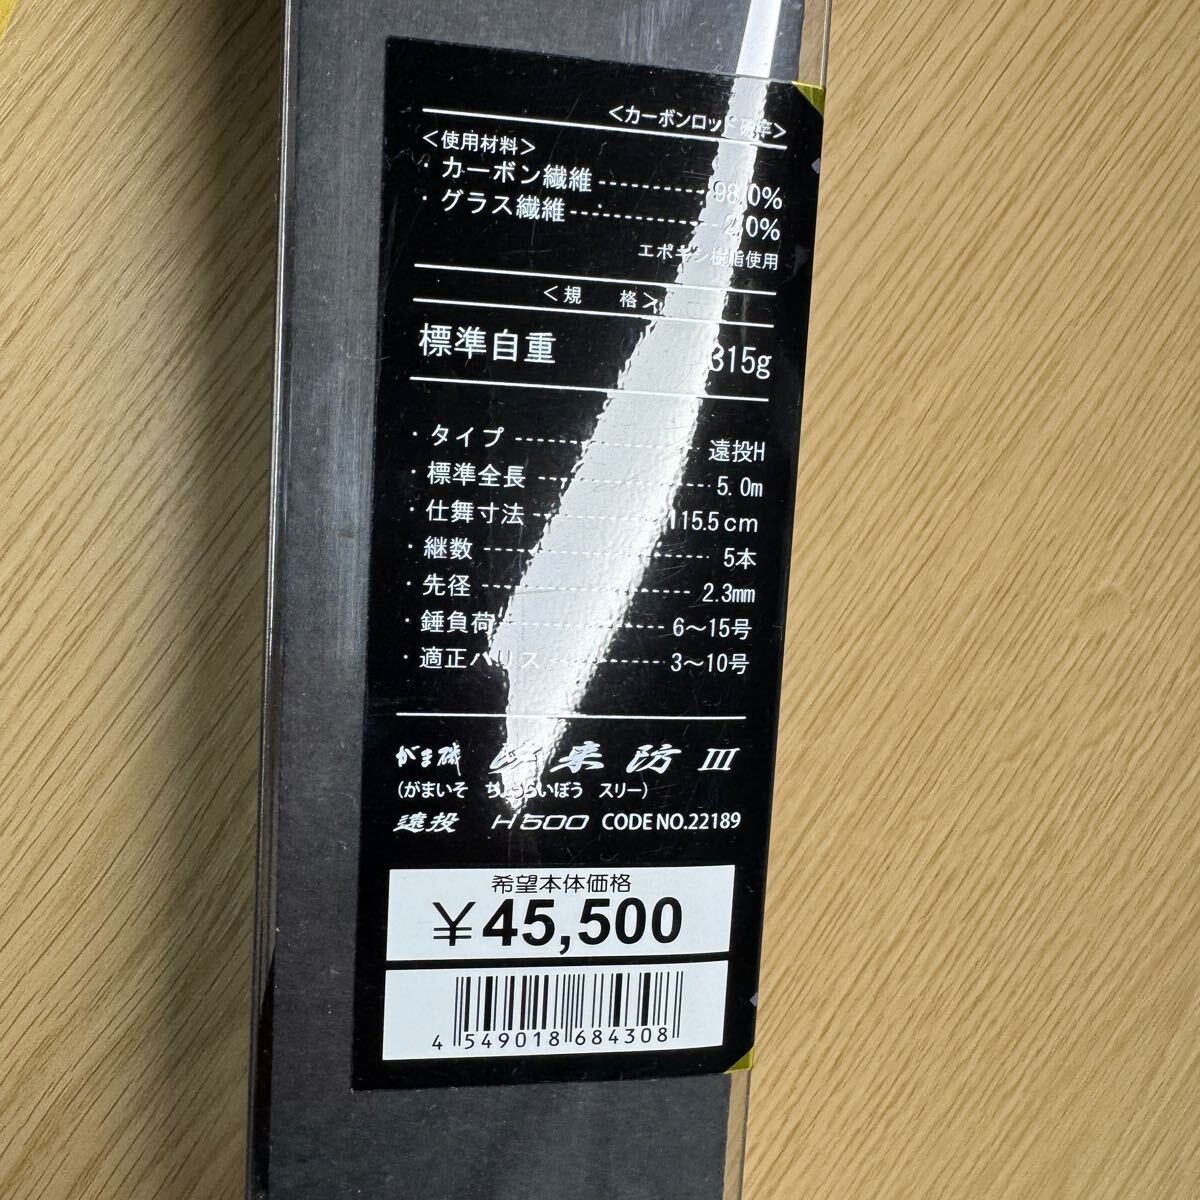 <カーボンロッド 磯竿>
<使用材料>
・カーボン繊維 98.0%
・グラス繊維 2.0%
エポキシ樹脂使用
<規 格>
標準自重 315g
・タイプ 遠投H
・標準全長 5.0m
・仕舞寸法 115.5cm
・継数 5本
・先径 2.3mm
・錘負荷 6〜15号
・適正ハリス 3〜10号
がま磯 来防 III
(がまいそ ちょうらいぼう スリー)
遠投 H500 CODE NO.22189
希望本体価格
¥45,500
4 549018 684308